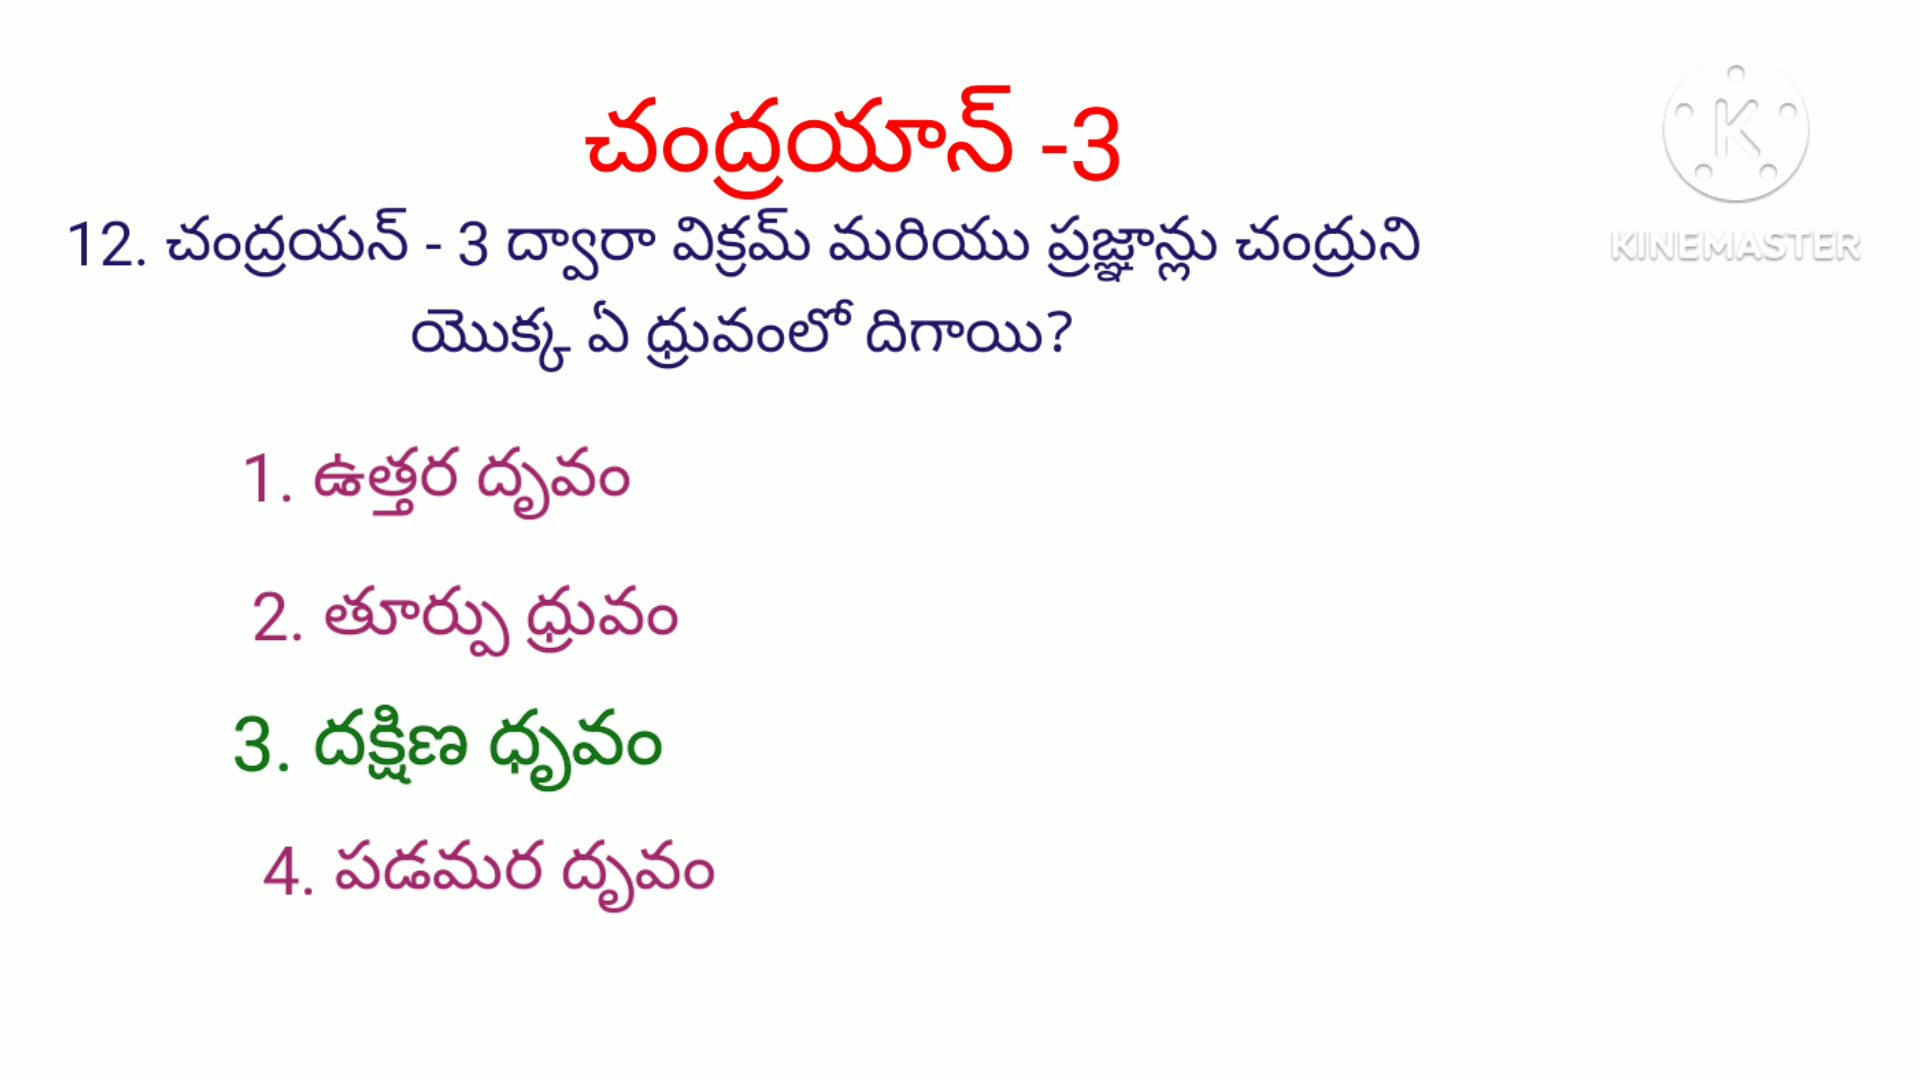 చంద్రయాన్ -3
12. చంద్రయన్ - 3 ద్వారా విక్రమ్ మరియు ప్రజ్ఞాన్లు చంద్రుని
యొక్క ఏ ధ్రువంలో దిగాయి?
1. ఉత్తర దృవం
2. తూర్పు ధ్రువం
3. దక్షిణ ధృవం
4. పడమర దృవం
K
KINEMASTER